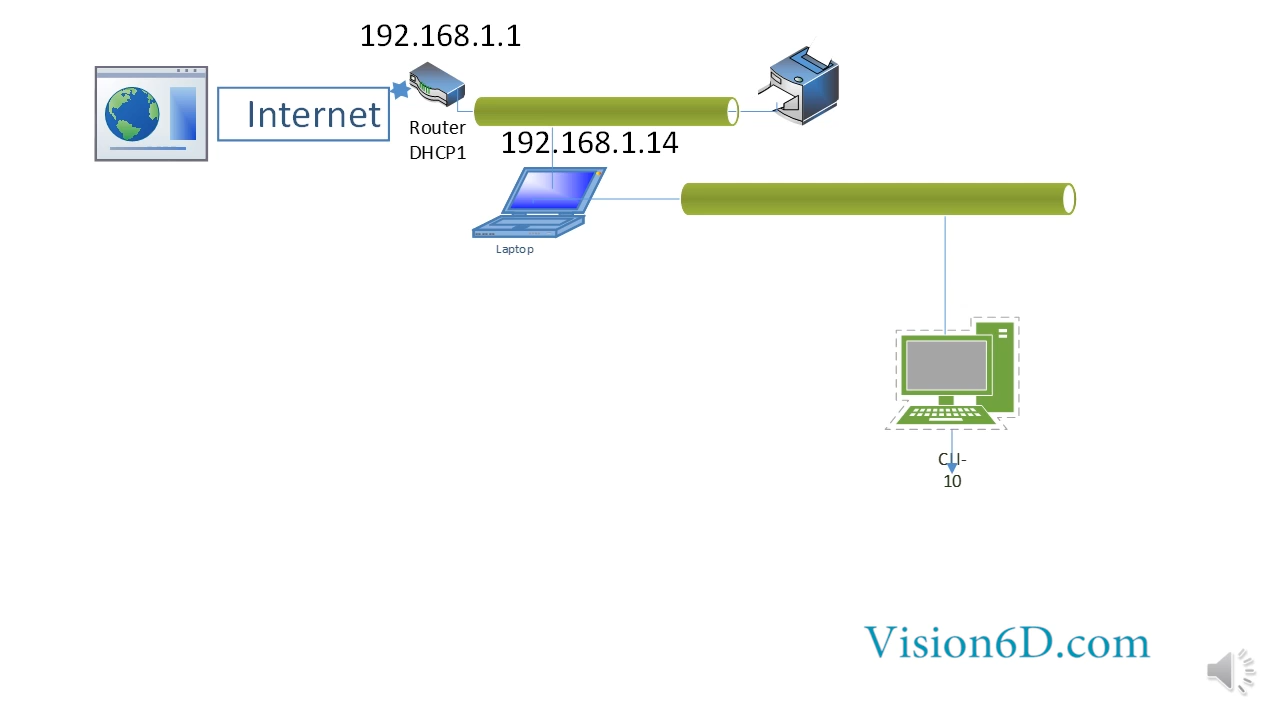 192.168.1.1
Internet
Router
DHCP1
192.168.1.14
Laptop
CLI-
10
Vision6D.com